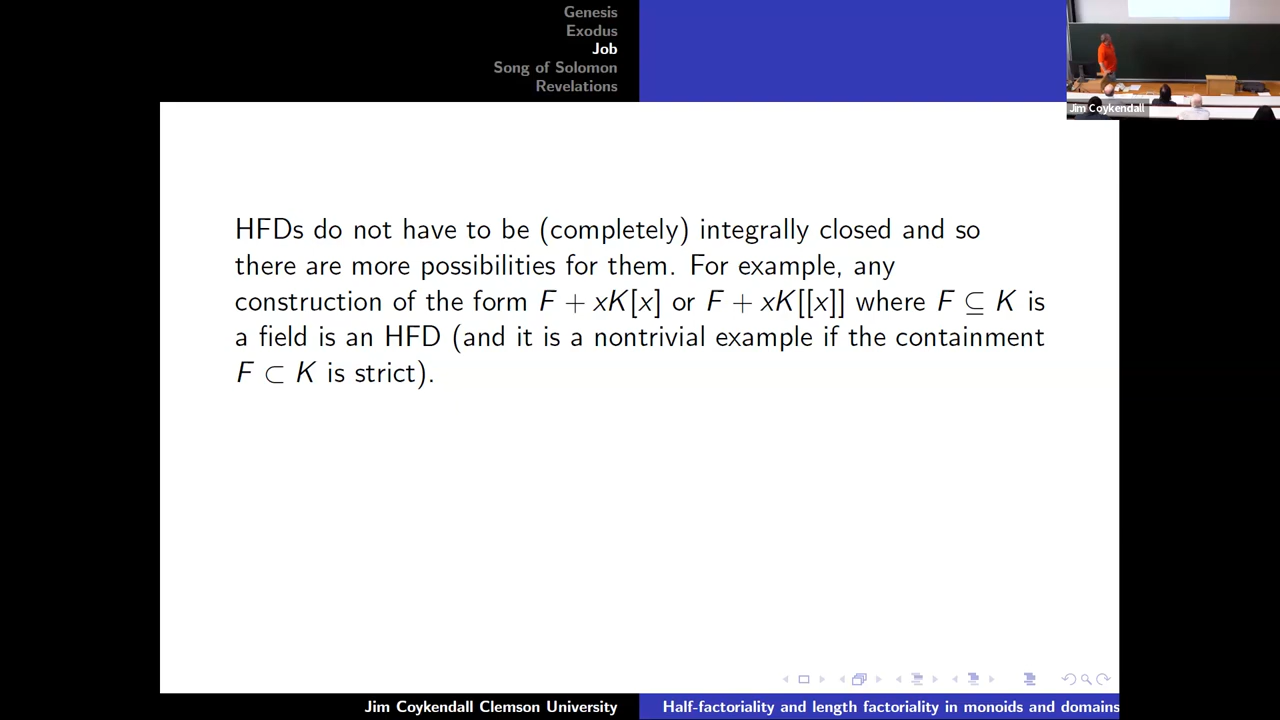 Genesis
Exodus
Job
Song of Solomon
Revelations
Jim Coykendall
HFDs do not have to be (completely) integrally closed and so
there are more possibilities for them. For example, any
construction of the form F + xK[x] or F + xK[[x]] where F ⊆ K is
a field is an HFD (and it is a nontrivial example if the containment
F ⊂ K is strict).
Jim Coykendall Clemson University
Half-factoriality and length factoriality in monoids and domains